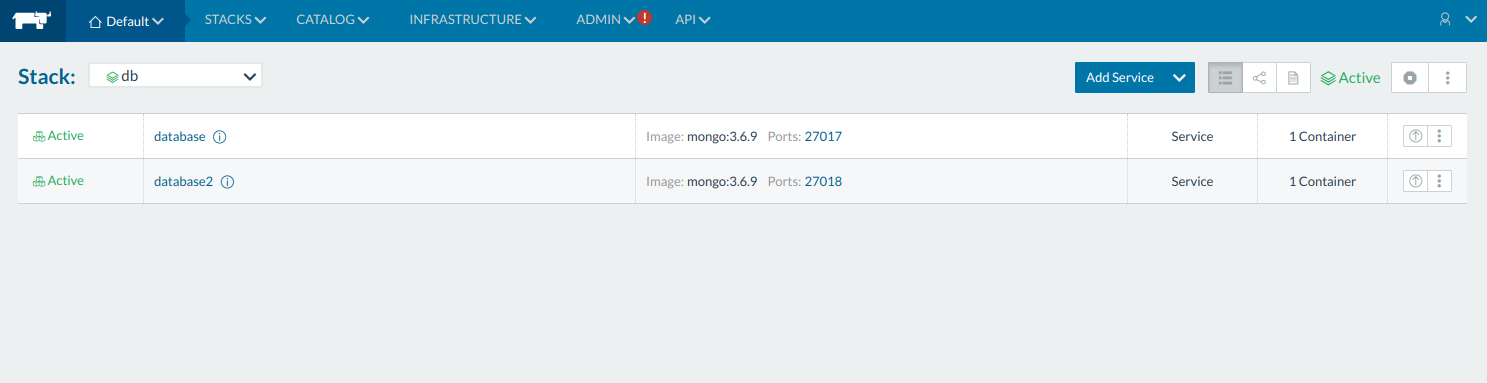 Default STACKS CATALOG INFRASTRUCTURE ADMIN ! API
Stack: db Add Service Active
Active database Image: mongo:3.6.9 Ports: 27017 Service 1 Container
Active database2 Image: mongo:3.6.9 Ports: 27018 Service 1 Container